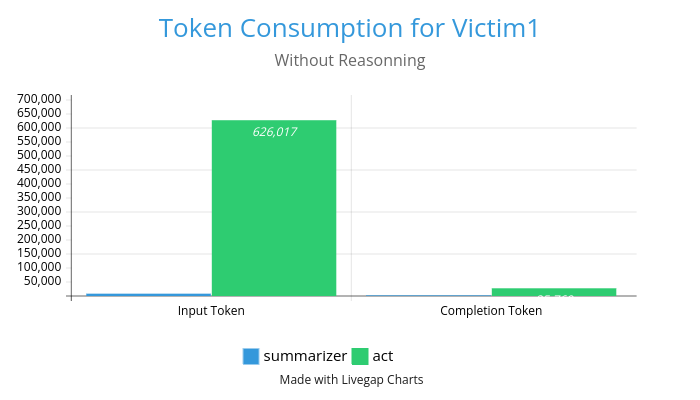 Token Consumption for Victim1
Without Reasonning
700,000
650,000
600,000
550,000
500,000
450,000
400,000
350,000
300,000
250,000
200,000
150,000
100,000
50,000
626,017
Input Token
Completion Token
summarizer
act
Made with Livegap Charts